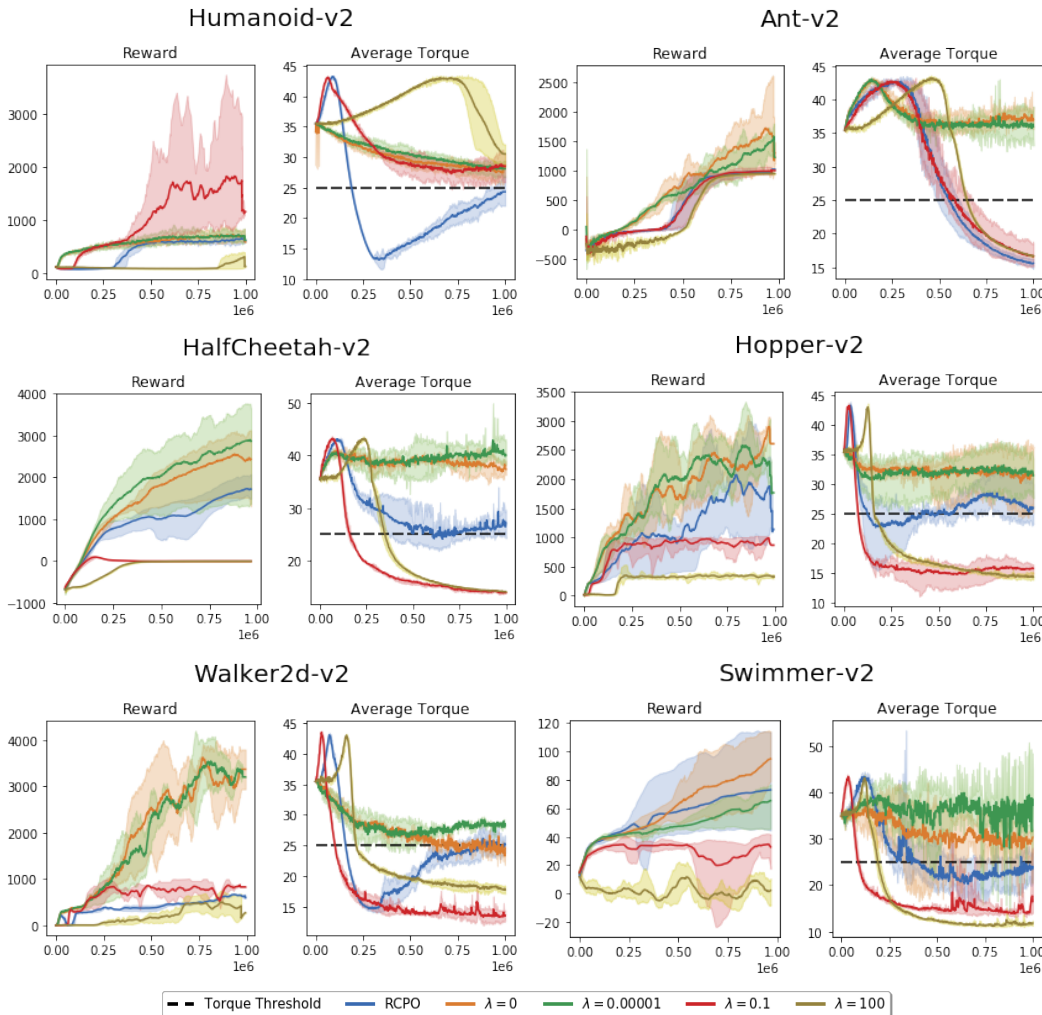 Humanoid-v2
Ant-v2
Reward
Average Torque
Reward
Average Torque
3000
2000
1000
0
0.00 0.25 0.50 0.75 1.00
1e6
45
40
35
30
25
20
15
10
0.00 0.25 0.50 0.75 1.00
1e6
2500
2000
1500
1000
500
0
−500
0.00 0.25 0.50 0.75 1.00
1e6
45
40
35
30
25
20
15
0.00 0.25 0.50 0.75 1.00
1e6
HalfCheetah-v2
Hopper-v2
Reward
Average Torque
Reward
Average Torque
4000
3000
2000
1000
0
−1000
0.00 0.25 0.50 0.75 1.00
1e6
50
40
30
20
0.00 0.25 0.50 0.75 1.00
1e6
3500
3000
2500
2000
1500
1000
500
0
0.00 0.25 0.50 0.75 1.00
1e6
45
40
35
30
25
20
15
10
0.00 0.25 0.50 0.75 1.00
1e6
Walker2d-v2
Swimmer-v2
Reward
Average Torque
Reward
Average Torque
4000
3000
2000
1000
0
0.00 0.25 0.50 0.75 1.00
1e6
45
40
35
30
25
20
15
0.00 0.25 0.50 0.75 1.00
1e6
120
100
80
60
40
20
0
−20
0.00 0.25 0.50 0.75 1.00
1e6
50
40
30
20
10
0.00 0.25 0.50 0.75 1.00
1e6
Torque Threshold RCPO λ=0 λ=0.00001 λ=0.1 λ=100